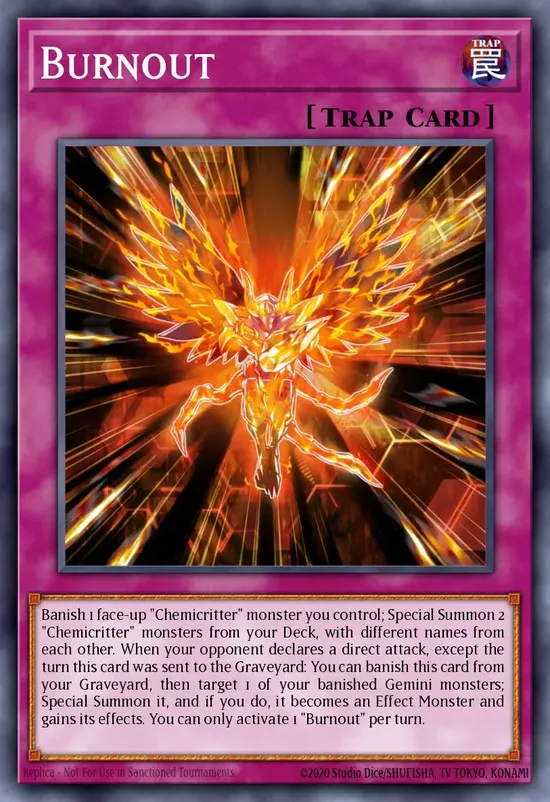 BURNOUT
TRAP
罠
[TRAP CARD]
Banish 1 face-up "Chemicritter" monster you control; Special Summon 2
"Chemicritter" monsters from your Deck, with different names from
each other. When your opponent declares a direct attack, except the
turn this card was sent to the Graveyard: You can banish this card from
your Graveyard, then target 1 of your banished Gemini monsters;
Special Summon it, and if you do, it becomes an Effect Monster and
gains its effects. You can only activate 1 "Burnout" per turn.
Replica - Not For Use in Sanctioned Tournaments
©2020 Studio Dice/SHUEISHA, TV TOKYO, KONAMI